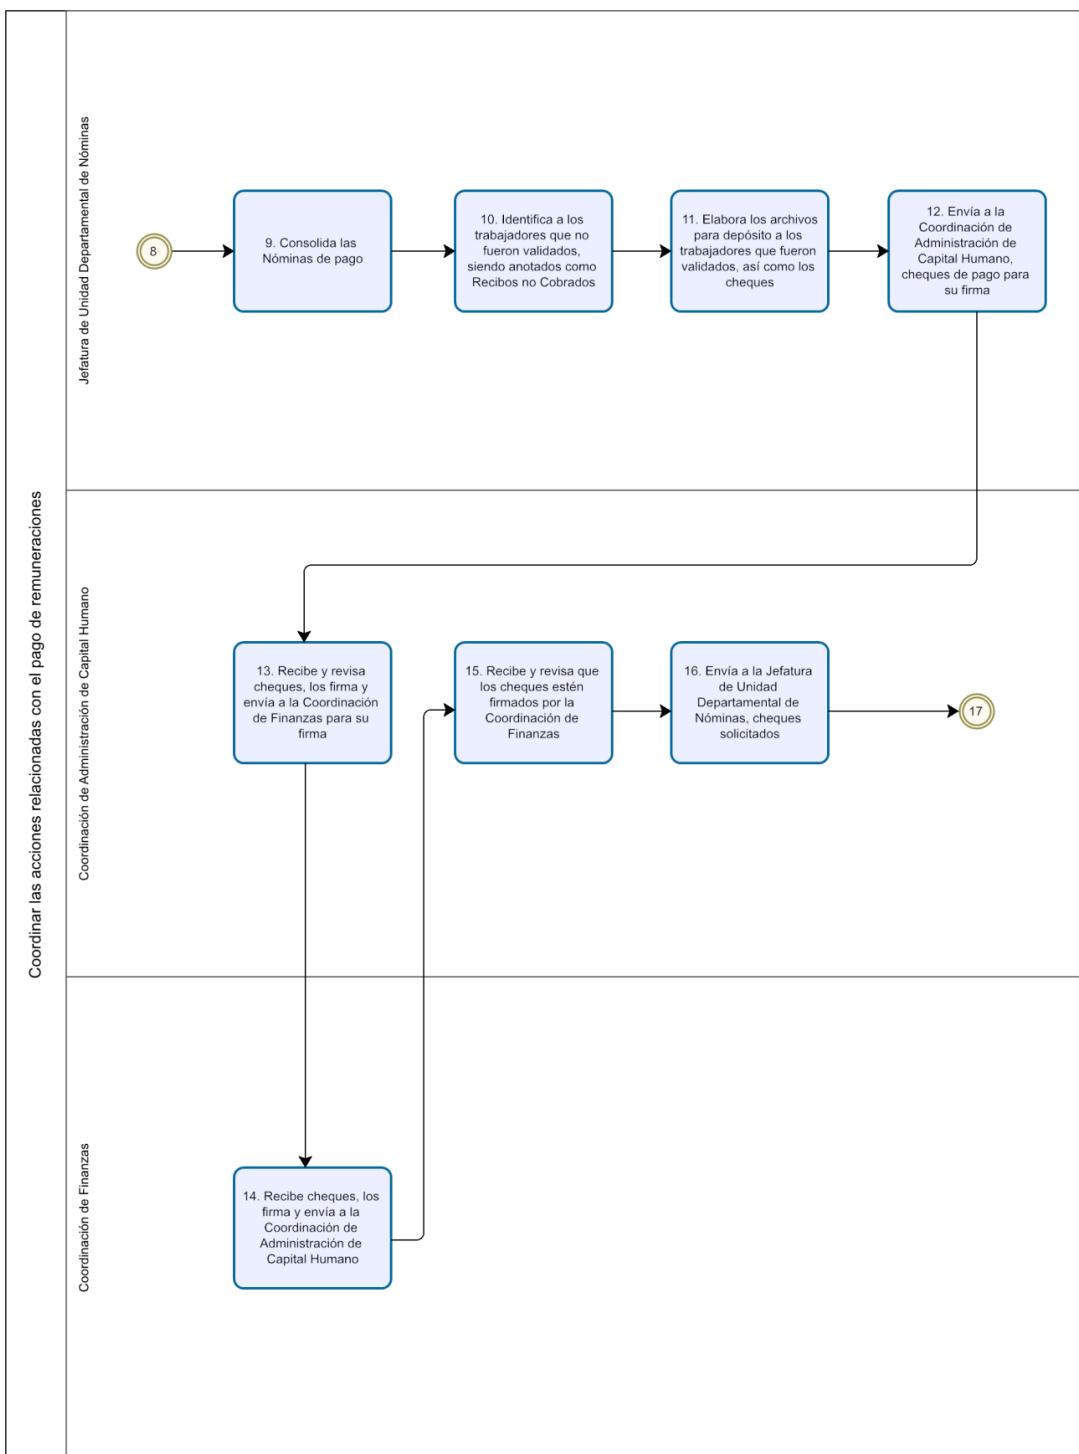 Coordinar las acciones relacionadas con el pago de remuneraciones
Jefatura de Unidad Departamental de Nóminas
8
9. Consolida las
Nóminas de pago
10. Identifica a los
trabajadores que no
fueron validados,
siendo anotados como
Recibos no Cobrados
11. Elabora los archivos
para depósito a los
trabajadores que fueron
validados, así como los
cheques
12. Envía a la
Coordinación de
Administración de
Capital Humano,
cheques de pago para
su firma
Coordinación de Administración de Capital Humano
13. Recibe y revisa
cheques, los firma y
envía a la Coordinación
de Finanzas para su
firma
15. Recibe y revisa que
los cheques estén
firmados por la
Coordinación de
Finanzas
16. Envía a la Jefatura
de Unidad
Departamental de
Nóminas, cheques
solicitados
17
Coordinación de Finanzas
14. Recibe cheques, los
firma y envía a la
Coordinación de
Administración de
Capital Humano